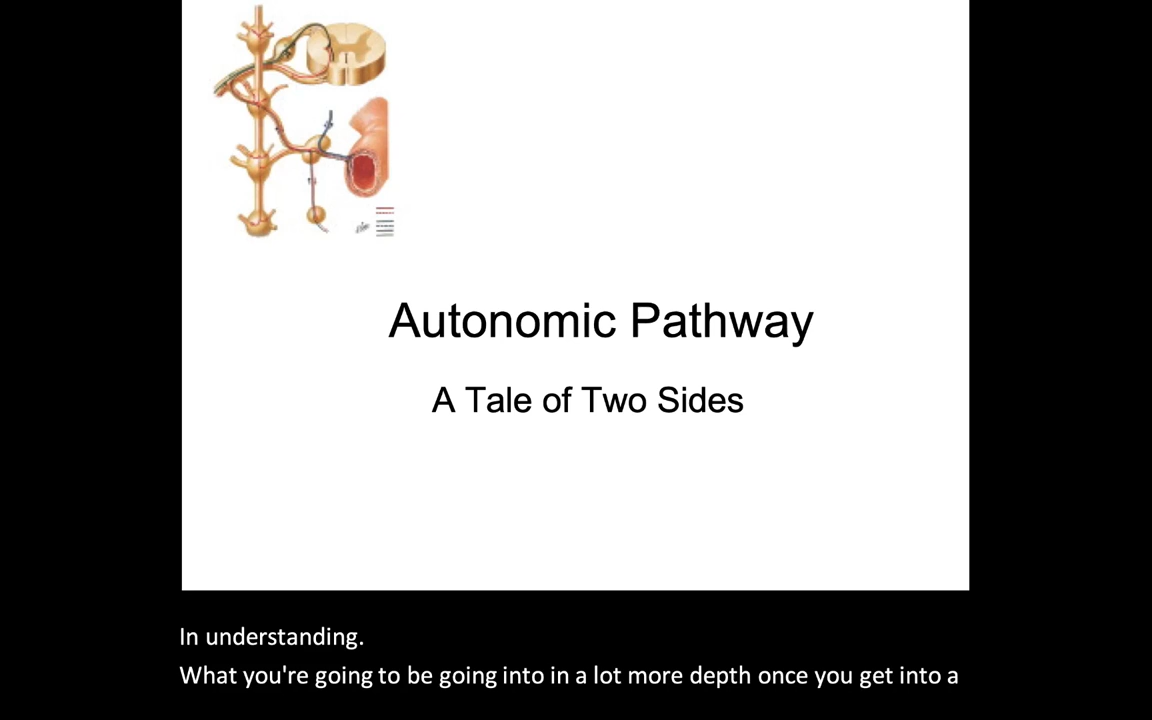 Autonomic Pathway
A Tale of Two Sides
In understanding.
What you're going to be going into in a lot more depth once you get into a